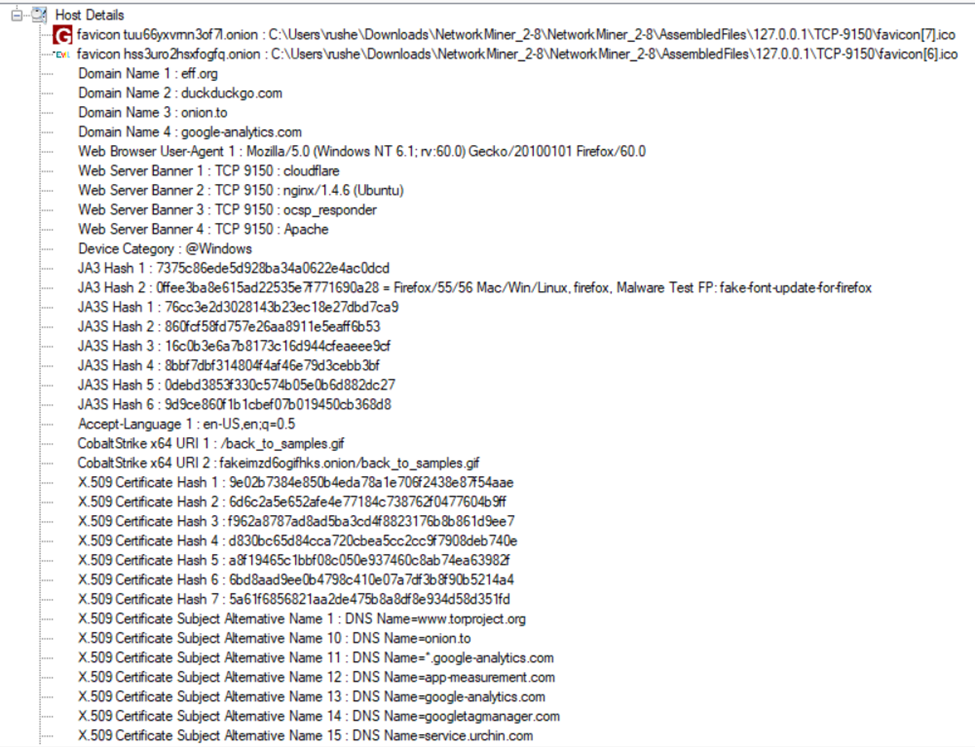 Host Details
favicon tuu66yxvrnn3of7l.onion : C:\Users\rushe\Downloads\NetworkMiner_2-8\NetworkMiner_2-8\AssembledFiles\127.0.0.1\TCP-9150\favicon[7].ico
favicon hss3uro2hsxfogfq.onion : C:\Users\rushe\Downloads\NetworkMiner_2-8\NetworkMiner_2-8\AssembledFiles\127.0.0.1\TCP-9150\favicon[6].ico
Domain Name 1 : eff.org
Domain Name 2 : duckduckgo.com
Domain Name 3 : onion.to
Domain Name 4 : google-analytics.com
Web Browser User-Agent 1 : Mozilla/5.0 (Windows NT 6.1; rv:60.0) Gecko/20100101 Firefox/60.0
Web Server Banner 1 : TCP 9150 : cloudflare
Web Server Banner 2 : TCP 9150 : nginx/1.4.6 (Ubuntu)
Web Server Banner 3 : TCP 9150 : ocsp_responder
Web Server Banner 4 : TCP 9150 : Apache
Device Category : @Windows
JA3 Hash 1 : 7375c86ede5d928ba34a0622e4ac0dcd
JA3 Hash 2 : 0ffee3ba8e615ad22535e7f771690a28 = Firefox/55/56 Mac/Win/Linux, firefox, Malware Test FP: fake-font-update-for-firefox
JA3S Hash 1 : 76cc3e2d3028143b23ec18e27dbd7ca9
JA3S Hash 2 : 860fcf58fd757e26aa8911e5eaff6b53
JA3S Hash 3 : 16c0b3e6a7b8173c16d944cfeaeee9cf
JA3S Hash 4 : 8bbf7dbf314804f4af46e79d3cebb3bf
JA3S Hash 5 : 0debd3853f330c574b05e0b6d882dc27
JA3S Hash 6 : 9d9ce860f1b1cbef07b019450cb368d8
Accept-Language 1 : en-US,en;q=0.5
CobaltStrike x64 URI 1 : /back_to_samples.gif
CobaltStrike x64 URI 2 : fakeimzd6ogifhks.onion/back_to_samples.gif
X.509 Certificate Hash 1 : 9e02b7384e850b4eda78a1e706f2438e87f54aae
X.509 Certificate Hash 2 : 6d6c2a5e652afe4e77184c738762f0477604b9ff
X.509 Certificate Hash 3 : f962a8787ad8ad5ba3cd4f8823176b8b861d9ee7
X.509 Certificate Hash 4 : d830bc65d84cca720cbea5cc2cc9f7908deb740e
X.509 Certificate Hash 5 : a8f19465c1bbf08c050e937460c8ab74ea63982f
X.509 Certificate Hash 6 : 6bd8aad9ee0b4798c410e07a7df3b8f90b5214a4
X.509 Certificate Hash 7 : 5a61f6856821aa2de475b8a8df8e934d58d351fd
X.509 Certificate Subject Alternative Name 1 : DNS Name=www.torproject.org
X.509 Certificate Subject Alternative Name 10 : DNS Name=onion.to
X.509 Certificate Subject Alternative Name 11 : DNS Name=*.google-analytics.com
X.509 Certificate Subject Alternative Name 12 : DNS Name=app-measurement.com
X.509 Certificate Subject Alternative Name 13 : DNS Name=google-analytics.com
X.509 Certificate Subject Alternative Name 14 : DNS Name=googletagmanager.com
X.509 Certificate Subject Alternative Name 15 : DNS Name=service.urchin.com